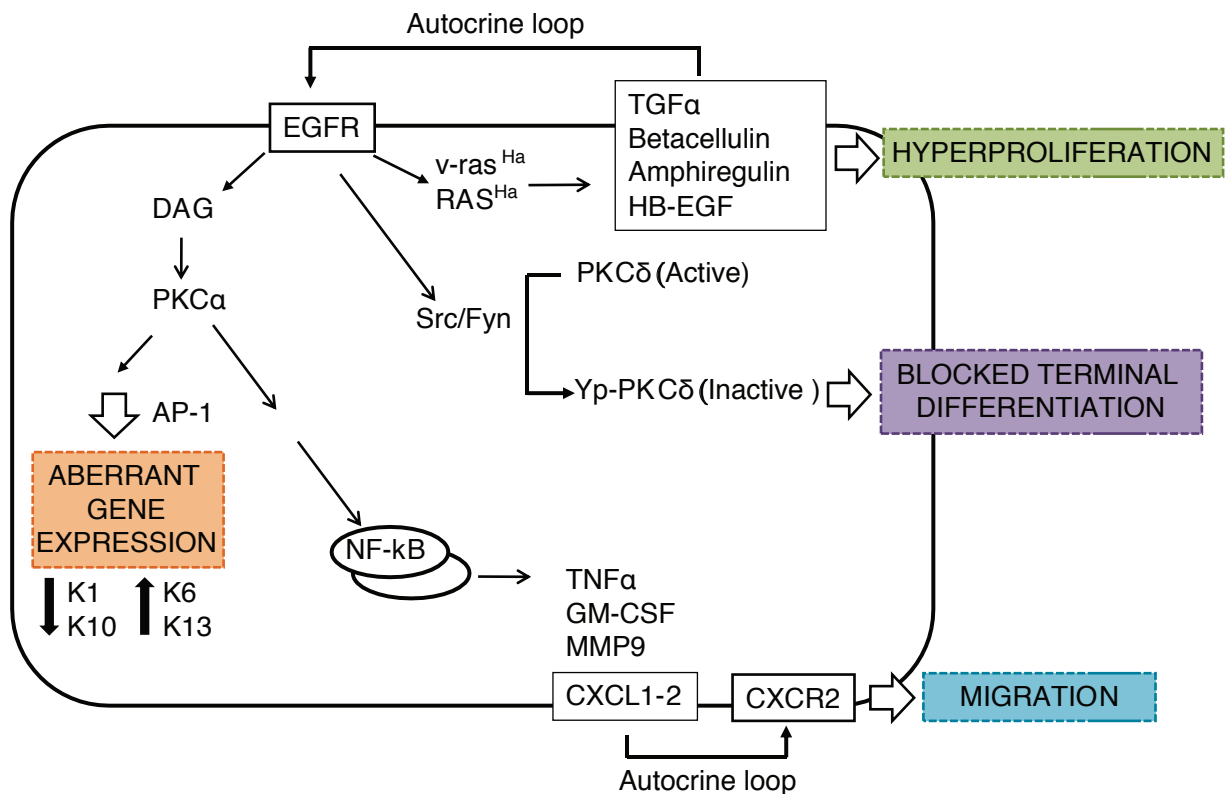 Autocrine loop
EGFR
TGFα
Betacellulin
Amphiregulin
HB-EGF
HYPERPROLIFERATION
v-ras Ha
RASHa
DAG
PKCα
Src/Fyn
PKCδ (Active)
Yp-PKCδ (Inactive )
BLOCKED TERMINAL
DIFFERENTIATION
AP-1
ABERRANT
GENE
EXPRESSION
K1
K10
K6
K13
NF-kB
TNFα
GM-CSF
MMP9
CXCL1-2
CXCR2
MIGRATION
Autocrine loop